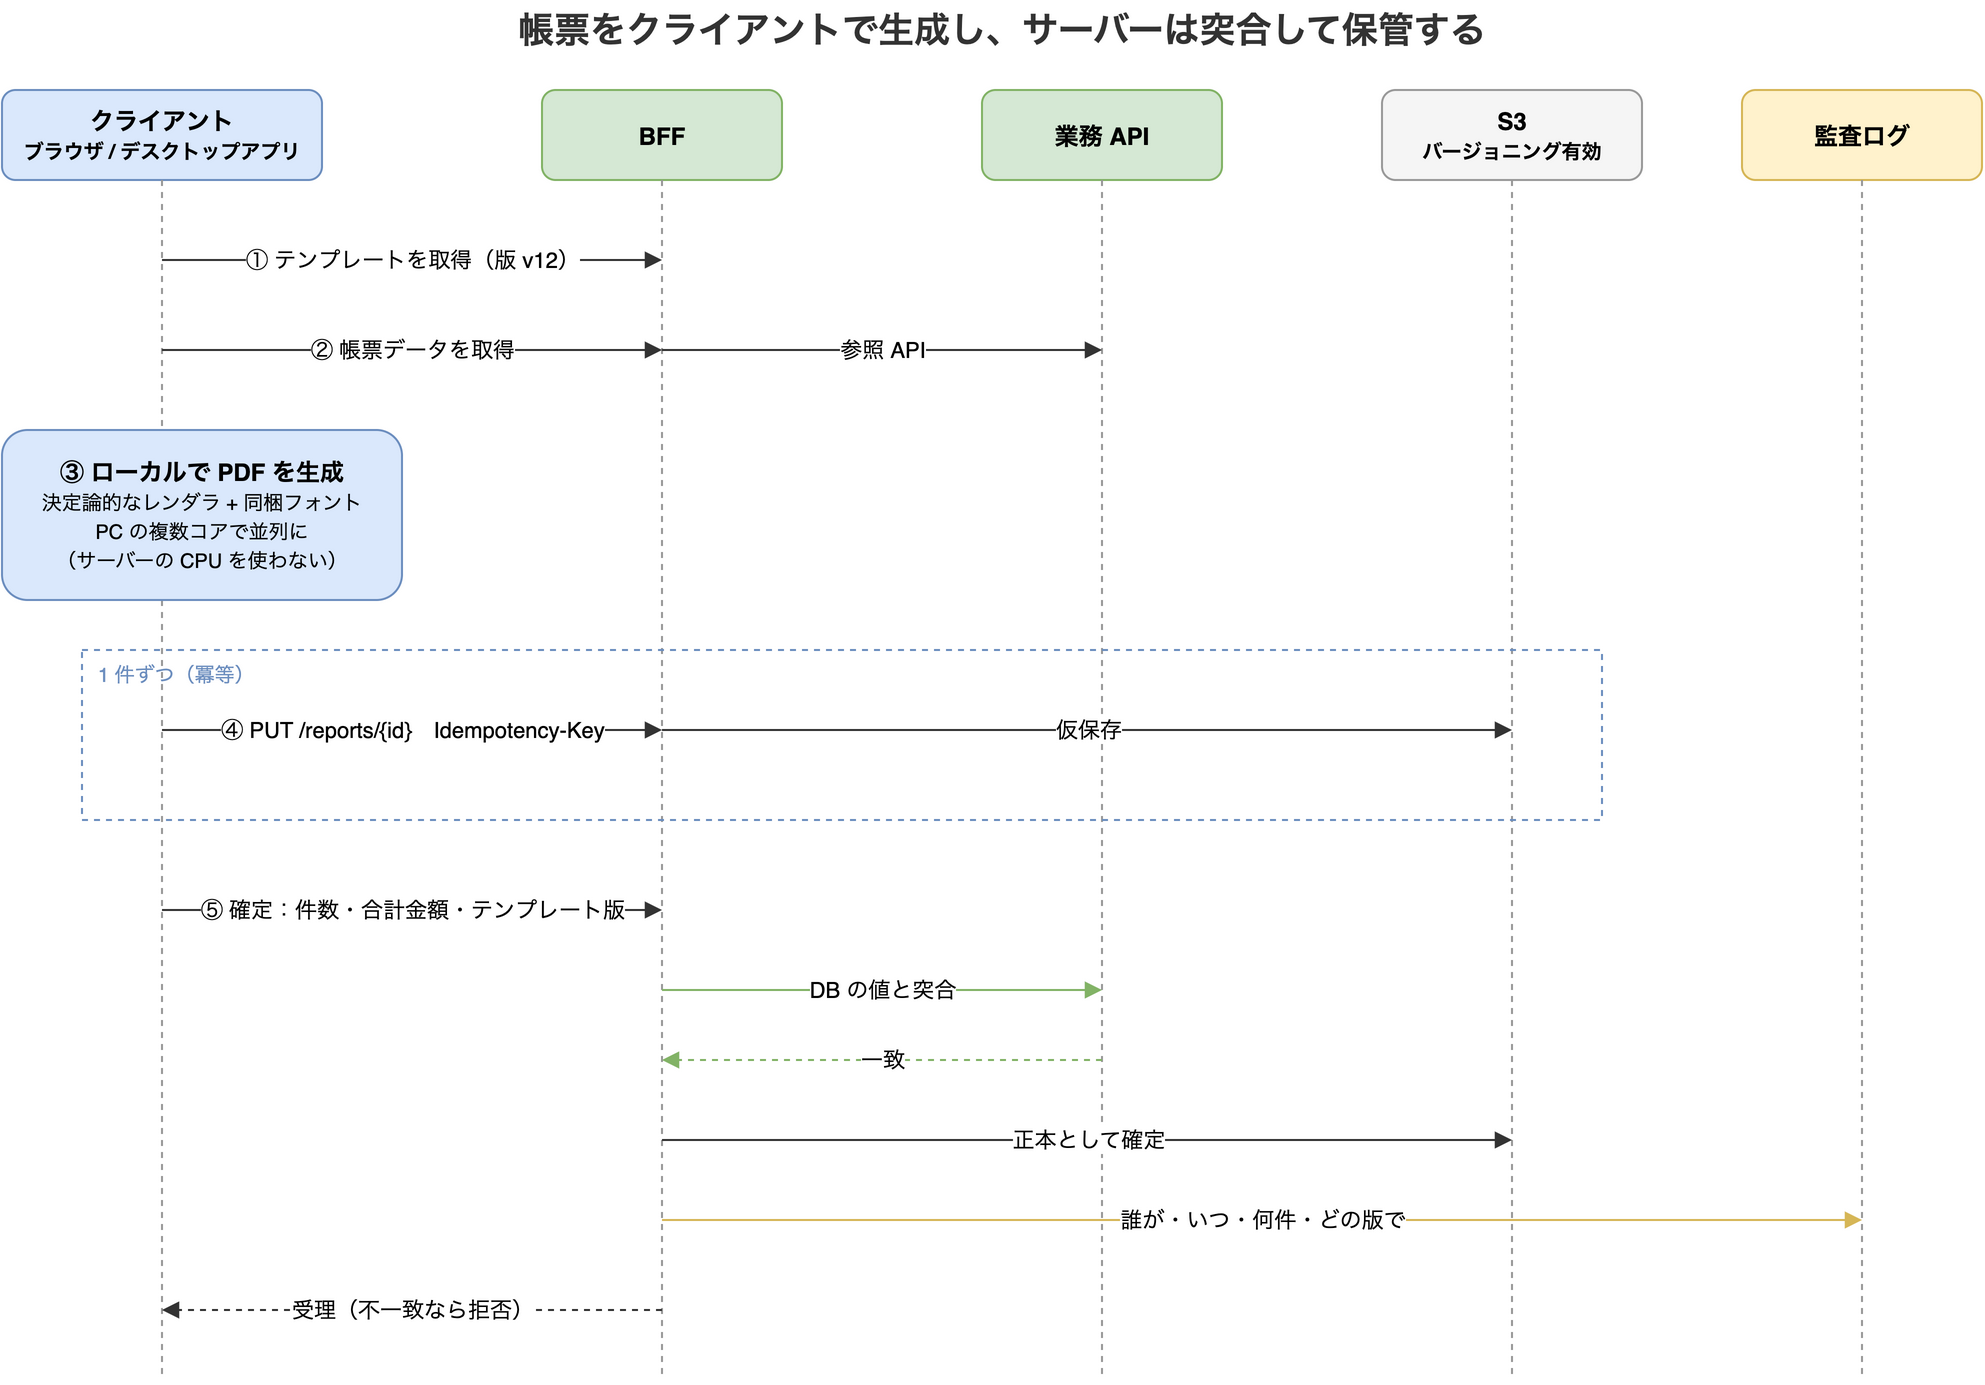 帳票をクライアントで生成し、サーバーは突合して保管する
クライアント
ブラウザ / デスクトップアプリ
BFF
業務 API
S3
バージョニング有効
監査ログ
① テンプレートを取得（版 v12）
② 帳票データを取得
参照 API
③ ローカルで PDF を生成
決定論的なレンダラ + 同梱フォント
PC の複数コアで並列に
（サーバーの CPU を使わない）
1 件ずつ（冪等）
④ PUT /reports/{id}　Idempotency-Key
仮保存
⑤ 確定：件数・合計金額・テンプレート版
DB の値と突合
一致
正本として確定
誰が・いつ・何件・どの版で
受理（不一致なら拒否）